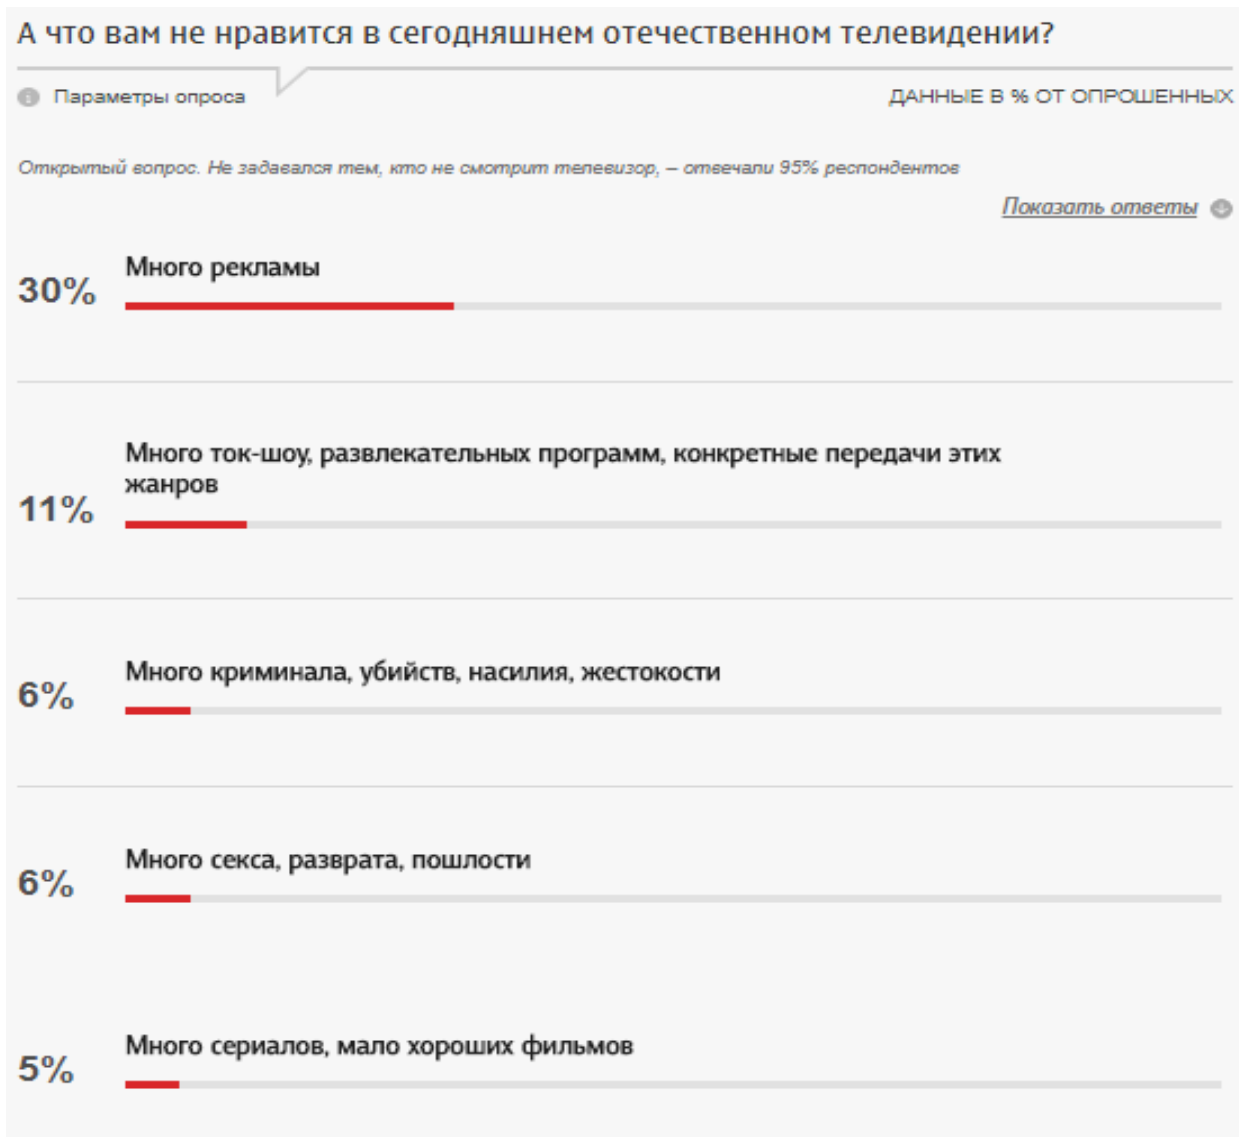 А что вам не нравится в сегодняшнем отечественном телевидении?
Параметры опроса
ДАННЫЕ В % ОТ ОПРОШЕННЫХ
Открытый вопрос. Не задавался тем, кто не смотрит телевизор, – отвечали 95% респондентов
Показать ответы
30%
Много рекламы
11%
Много ток-шоу, развлекательных программ, конкретные передачи этих
жанров
6%
Много криминала, убийств, насилия, жестокости
6%
Много секса, разврата, пошлости
5%
Много сериалов, мало хороших фильмов